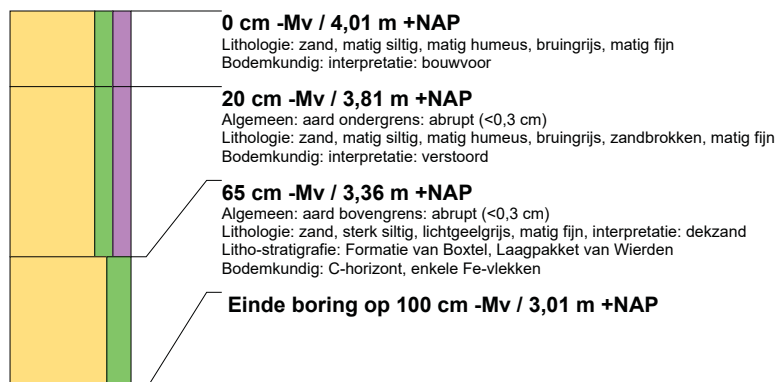 0 cm -Mv / 4,01 m +NAP
Lithologie: zand, matig siltig, matig humeus, bruingrijs, matig fijn
Bodemkundig: interpretatie: bouwvoor
20 cm -Mv / 3,81 m +NAP
Algemeen: aard ondergrens: abrupt (<0,3 cm)
Lithologie: zand, matig siltig, matig humeus, bruingrijs, zandbrokken, matig fijn
Bodemkundig: interpretatie: verstoord
65 cm -Mv / 3,36 m +NAP
Algemeen: aard bovengrens: abrupt (<0,3 cm)
Lithologie: zand, sterk siltig, lichtgeelgrijs, matig fijn, interpretatie: dekzand
Litho-stratigrafie: Formatie van Boxtel, Laagpakket van Wierden
Bodemkundig: C-horizont, enkele Fe-vlekken
Einde boring op 100 cm -Mv / 3,01 m +NAP